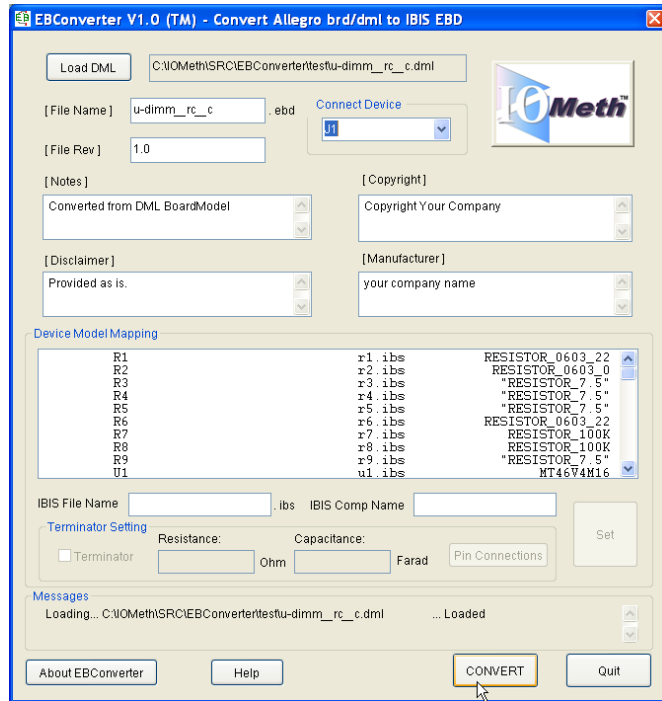 EBConverter V1.0 (TM) - Convert Allegro brd/dml to IBIS EBD
Load DML C:\IOMeth\SRC\EBConverter\test\u-dimm__rc__c.dml
[File Name] u-dimm__rc__c . ebd Connect Device
J1
IOMeth™
[File Rev] 1.0
[Notes] [Copyright]
Converted from DML BoardModel Copyright Your Company
[Disclaimer] [Manufacturer]
Provided as is. your company name
Device Model Mapping
R1 r1.ibs RESISTOR_0603_22
R2 r2.ibs RESISTOR_0603_0
R3 r3.ibs "RESISTOR_7.5"
R4 r4.ibs "RESISTOR_7.5"
R5 r5.ibs "RESISTOR_7.5"
R6 r6.ibs RESISTOR_0603_22
R7 r7.ibs RESISTOR_100K
R8 r8.ibs RESISTOR_100K
R9 r9.ibs "RESISTOR_7.5"
U1 u1.ibs MT46V4M16
IBIS File Name . ibs IBIS Comp Name
Set
Terminator Setting
Resistance: Capacitance:
Terminator Ohm Farad Pin Connections
Messages
Loading... C:\IOMeth\SRC\EBConverter\test\u-dimm__rc__c.dml ... Loaded
About EBConverter Help CONVERT Quit